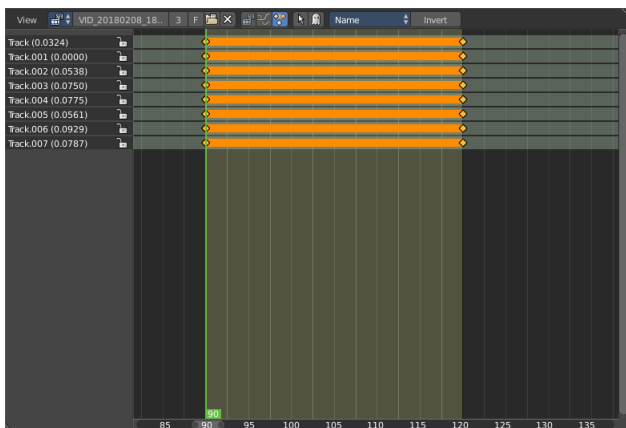 View VID_20180208_18.. 3 F Name Invert
Track (0.0324)
Track.001 (0.0000)
Track.002 (0.0538)
Track.003 (0.0750)
Track.004 (0.0775)
Track.005 (0.0561)
Track.006 (0.0929)
Track.007 (0.0787)
90
85 90 95 100 105 110 115 120 125 130 135